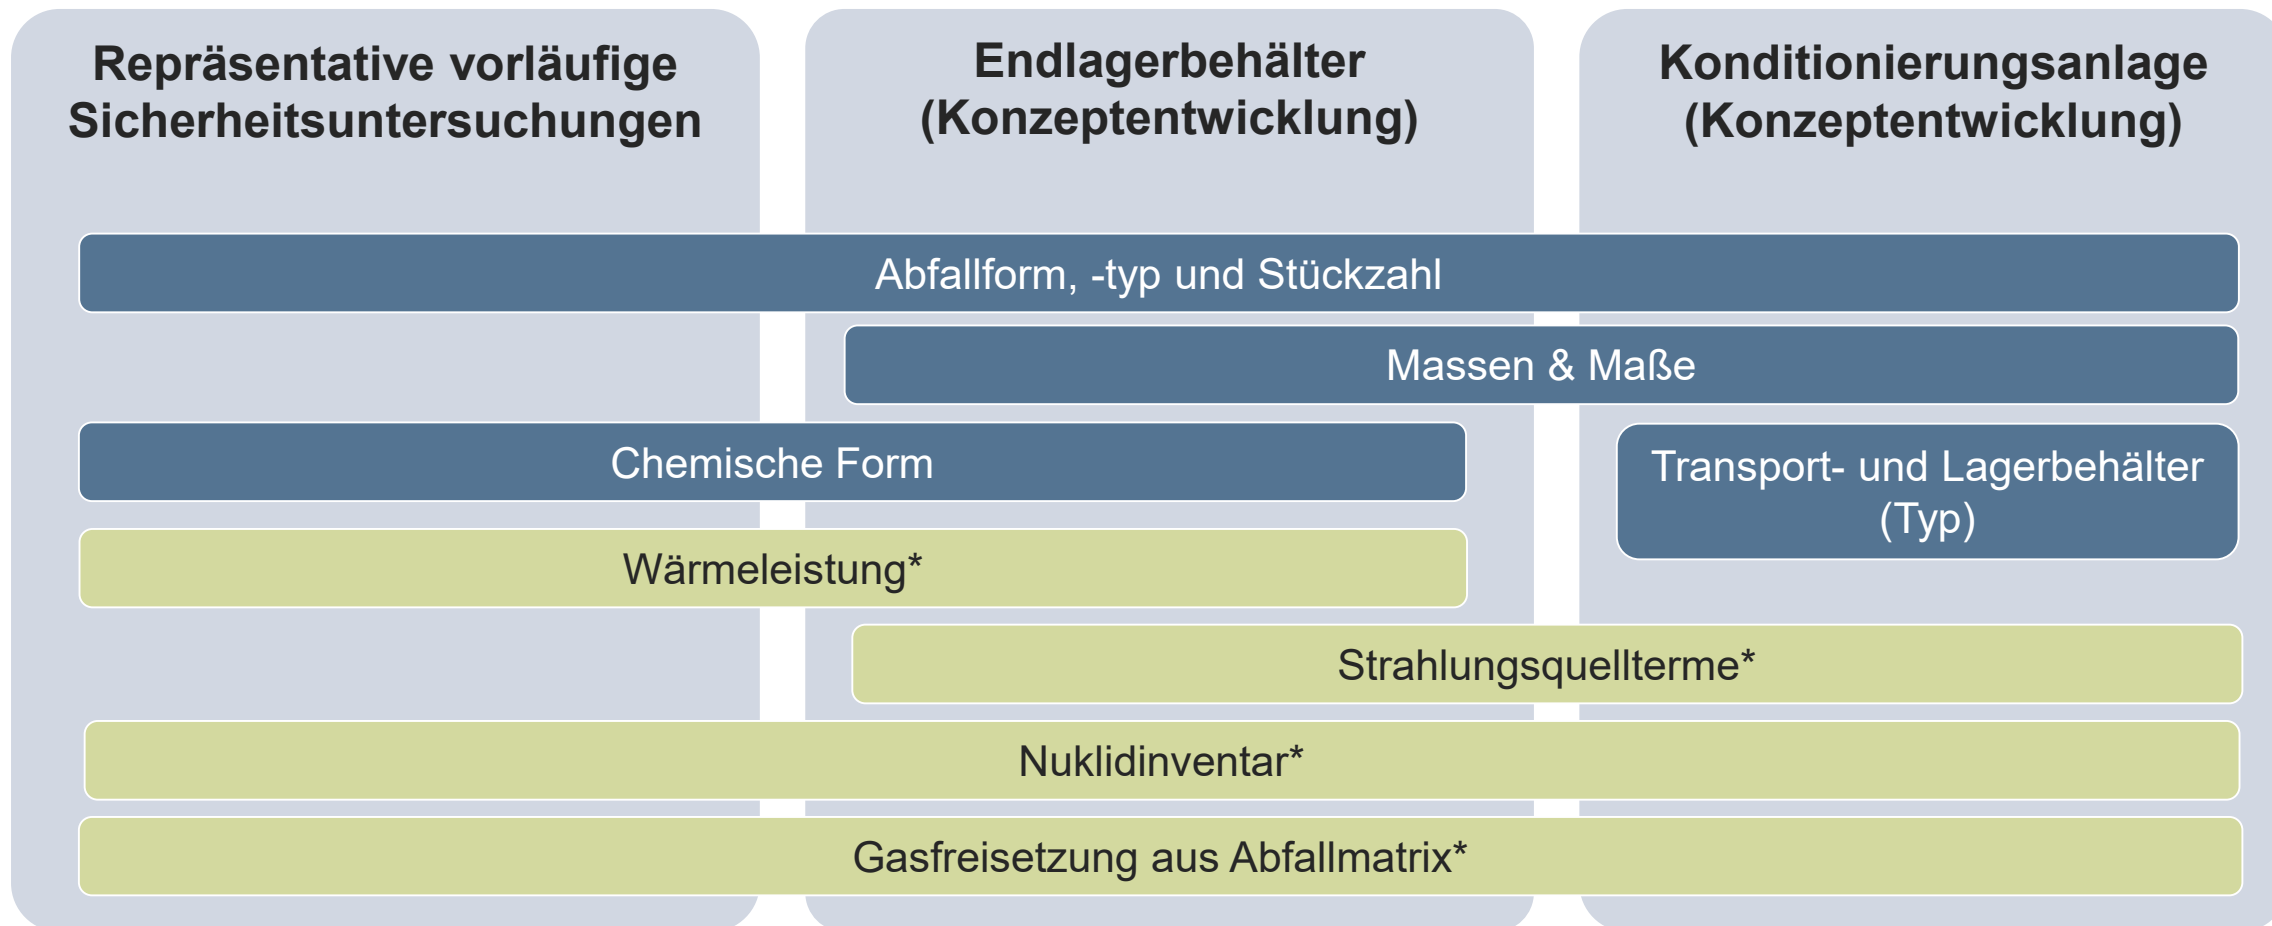 Repräsentative vorläufige
Sicherheitsuntersuchungen
Endlagerbehälter
(Konzeptentwicklung)
Konditionierungsanlage
(Konzeptentwicklung)
Abfallform, -typ und Stückzahl
Massen & Maße
Chemische Form
Transport- und Lagerbehälter
(Typ)
Wärmeleistung*
Strahlungsquellterme*
Nuklidinventar*
Gasfreisetzung aus Abfallmatrix*